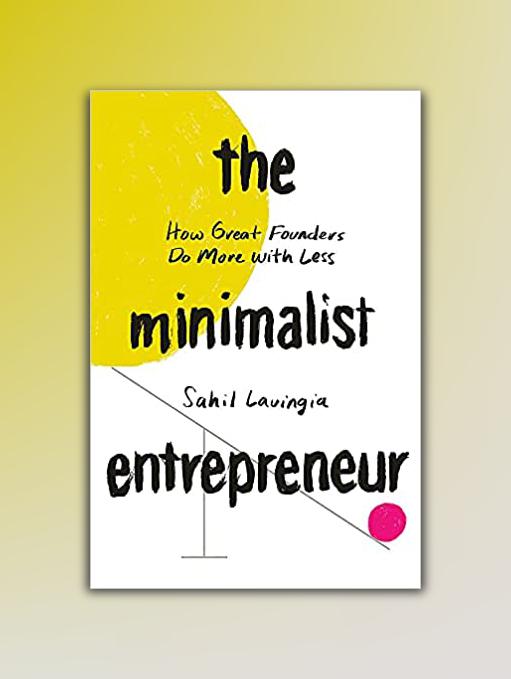 the
How Great Founders
Do More with Less
minimalist
Sahil Lavingia
entrepreneur